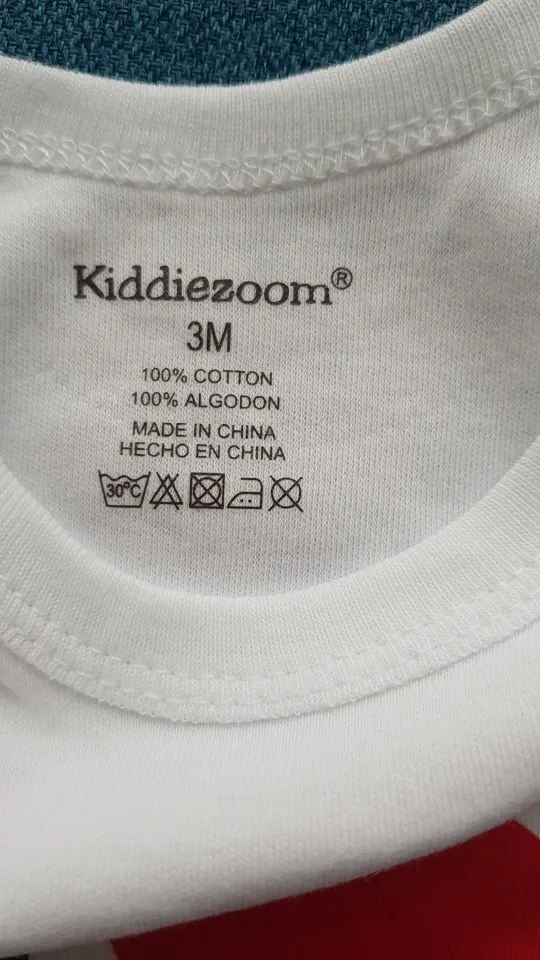 Kiddiezoom®
3M
100% COTTON
100% ALGODON
MADE IN CHINA
HECHO EN CHINA
30°C